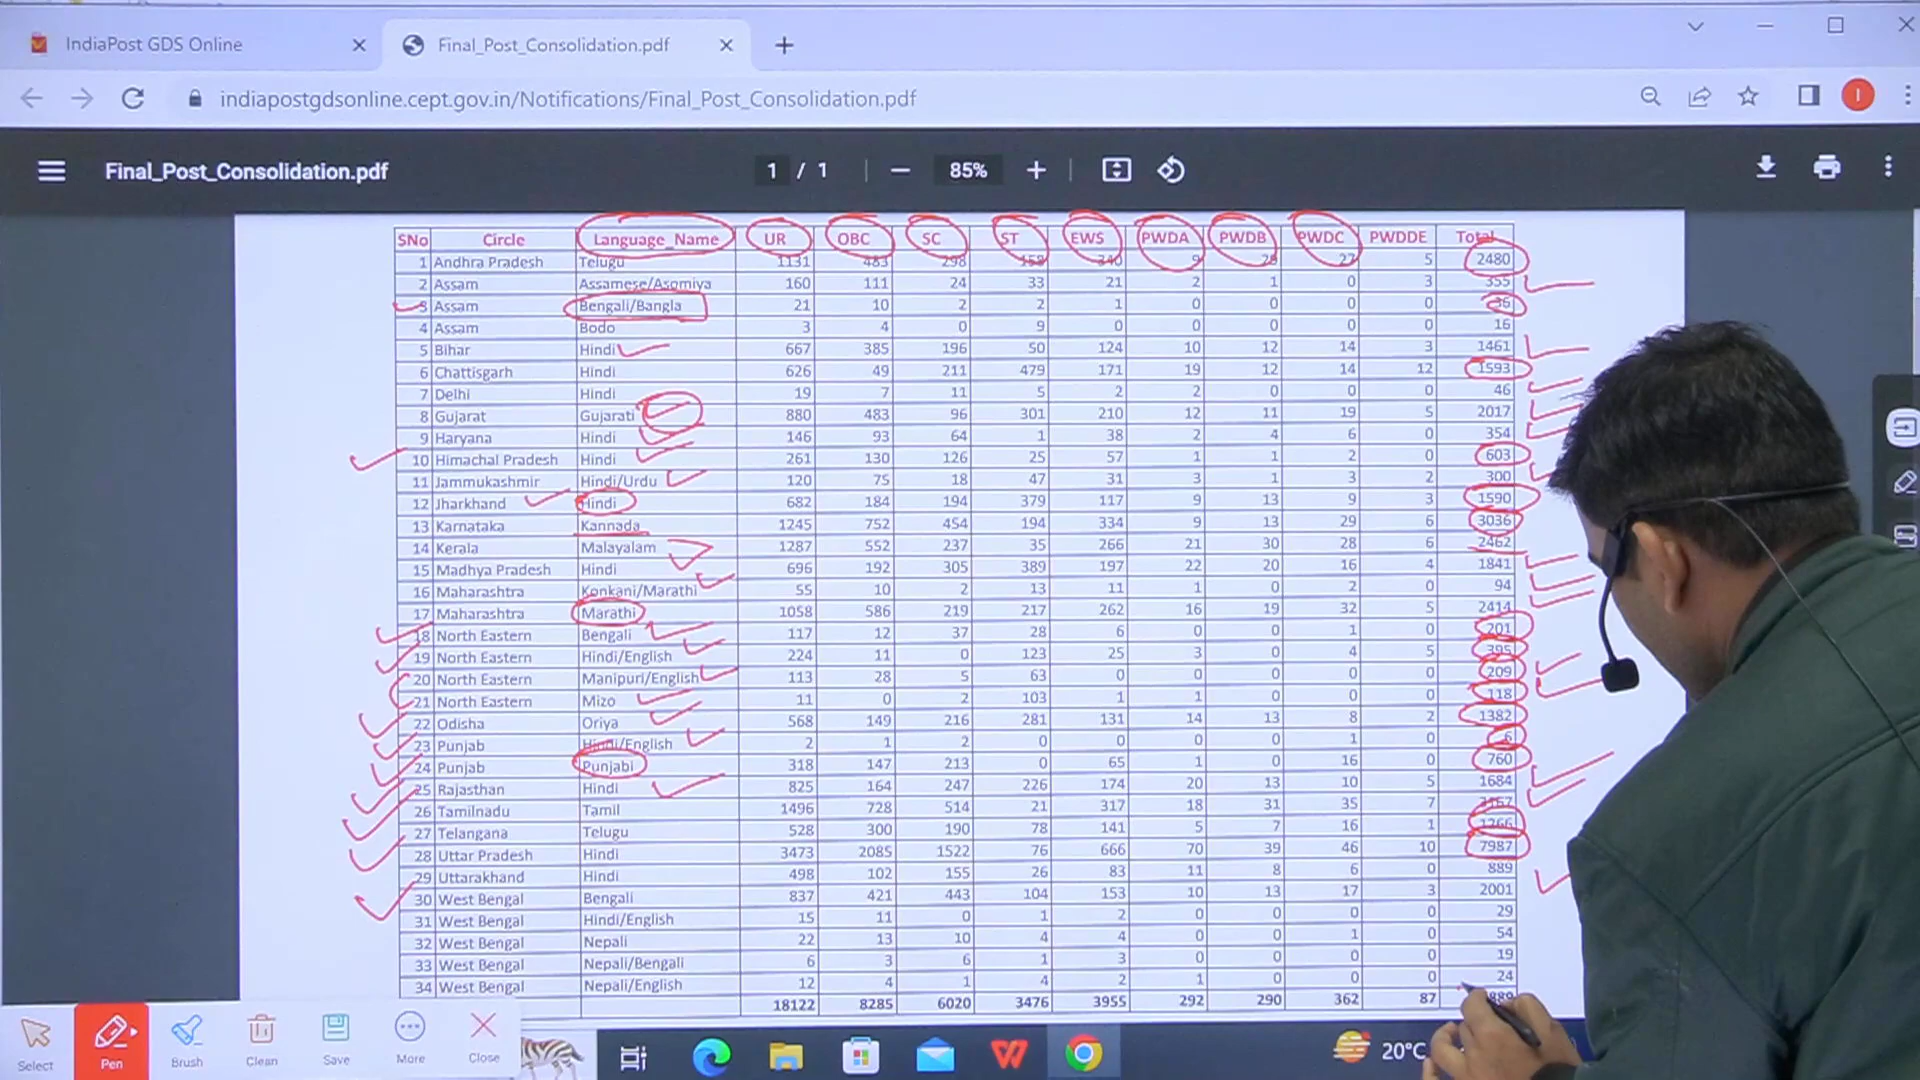 IndiaPost GDS Online
Final_Post_Consolidation.pdf
indiapostgdsonline.cept.gov.in/Notifications/Final_Post_Consolidation.pdf
I
Final_Post_Consolidation.pdf
1 / 1
85%
SNo Circle Language_Name UR OBC SC ST EWS PWDA PWDB PWDC PWDDE Total
1 Andhra Pradesh Telugu 1131 483 298 158 340 9 28 27 5 2480
2 Assam Assamese/Asomiya 160 111 24 33 21 2 1 0 3 355
3 Assam Bengali/Bangla 21 10 2 2 1 0 0 0 0 36
4 Assam Bodo 3 4 0 9 0 0 0 0 0 16
5 Bihar Hindi 667 385 196 50 124 10 12 14 3 1461
6 Chattisgarh Hindi 626 49 211 479 171 19 12 14 12 1593
7 Delhi Hindi 19 7 11 5 2 2 0 0 0 46
8 Gujarat Gujarati 880 483 96 301 210 12 11 19 5 2017
9 Haryana Hindi 146 93 64 1 38 2 4 6 0 354
10 Himachal Pradesh Hindi 261 130 126 25 57 1 1 2 0 603
11 Jammukashmir Hindi/Urdu 120 75 18 47 31 3 1 3 2 300
12 Jharkhand Hindi 682 184 194 379 117 9 13 9 3 1590
13 Karnataka Kannada 1245 752 454 194 334 9 13 29 6 3036
14 Kerala Malayalam 1287 552 237 35 266 21 30 28 6 2462
15 Madhya Pradesh Hindi 696 192 305 389 197 22 20 16 4 1841
16 Maharashtra Konkani/Marathi 55 10 2 13 11 1 0 2 0 94
17 Maharashtra Marathi 1058 586 219 217 262 16 19 32 5 2414
18 North Eastern Bengali 117 12 37 28 6 0 0 1 0 201
19 North Eastern Hindi/English 224 11 0 123 25 3 0 4 5 395
20 North Eastern Manipuri/English 113 28 5 63 0 0 0 0 0 209
21 North Eastern Mizo 11 0 2 103 1 1 0 0 0 118
22 Odisha Oriya 568 149 216 281 131 14 13 8 2 1382
23 Punjab Hindi/English 2 1 2 0 0 0 0 1 0 6
24 Punjab Punjabi 318 147 213 0 65 1 0 16 0 760
25 Rajasthan Hindi 825 164 247 226 174 20 13 10 5 1684
26 Tamilnadu Tamil 1496 728 514 21 317 18 31 35 7 3167
27 Telangana Telugu 528 300 190 78 141 5 7 16 1 1266
28 Uttar Pradesh Hindi 3473 2085 1522 76 666 70 39 46 10 7987
29 Uttarakhand Hindi 498 102 155 26 83 11 8 6 0 889
30 West Bengal Bengali 837 421 443 104 153 10 13 17 3 2001
31 West Bengal Hindi/English 15 11 0 1 2 0 0 0 0 29
32 West Bengal Nepali 22 13 10 4 4 0 0 1 0 54
33 West Bengal Nepali/Bengali 6 3 6 1 3 0 0 0 0 19
34 West Bengal Nepali/English 12 4 1 4 2 1 0 0 0 24
18122 8285 6020 3476 3955 292 290 362 87
Select Pen Brush Clean Save More Close
20°C